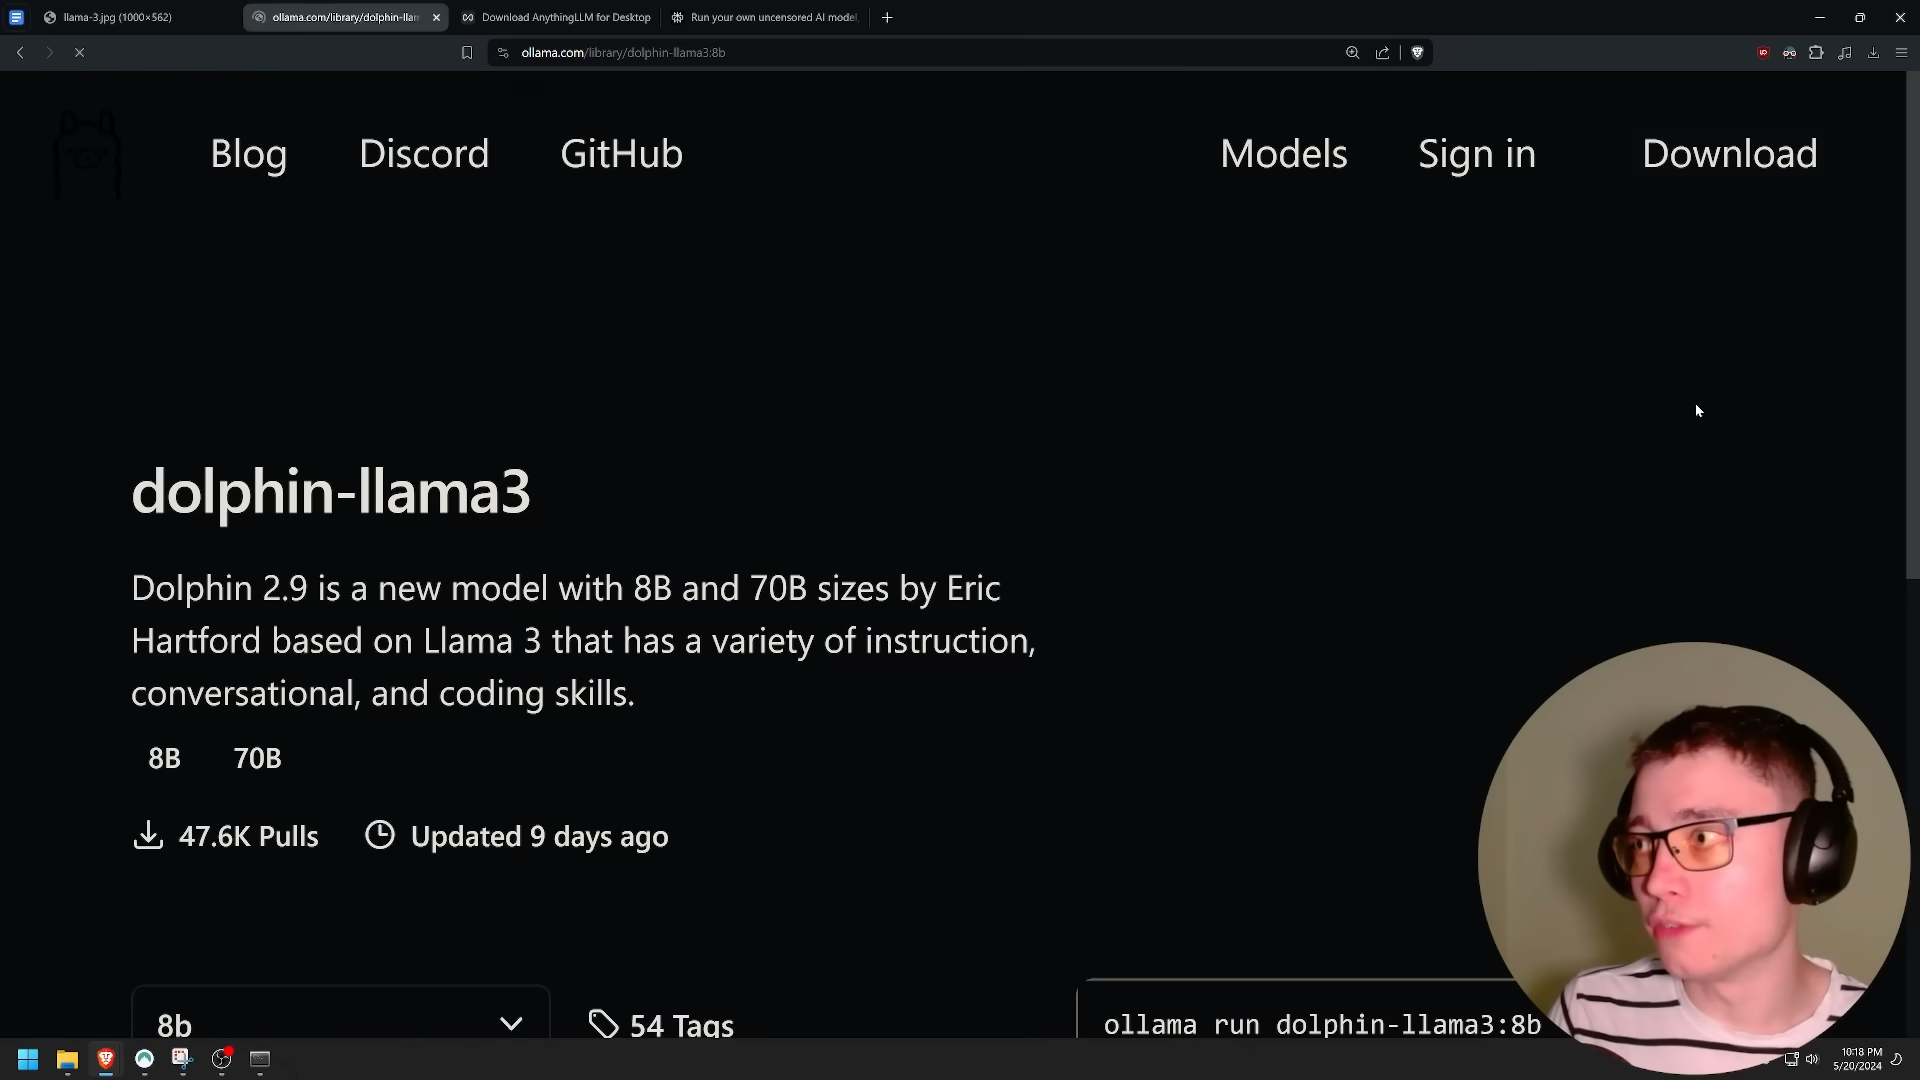 llama-3.jpg (1000×562)
ollama.com/library/dolphin-llam
Download AnythingLLM for Desktop
Run your own uncensored AI model,
ollama.com/library/dolphin-llama3:8b
Blog
Discord
GitHub
Models
Sign in
Download
dolphin-llama3
Dolphin 2.9 is a new model with 8B and 70B sizes by Eric
Hartford based on Llama 3 that has a variety of instruction,
conversational, and coding skills.
8B
70B
47.6K Pulls
Updated 9 days ago
8b
54 Tags
ollama run dolphin-llama3:8b
10:18 PM
5/20/2024